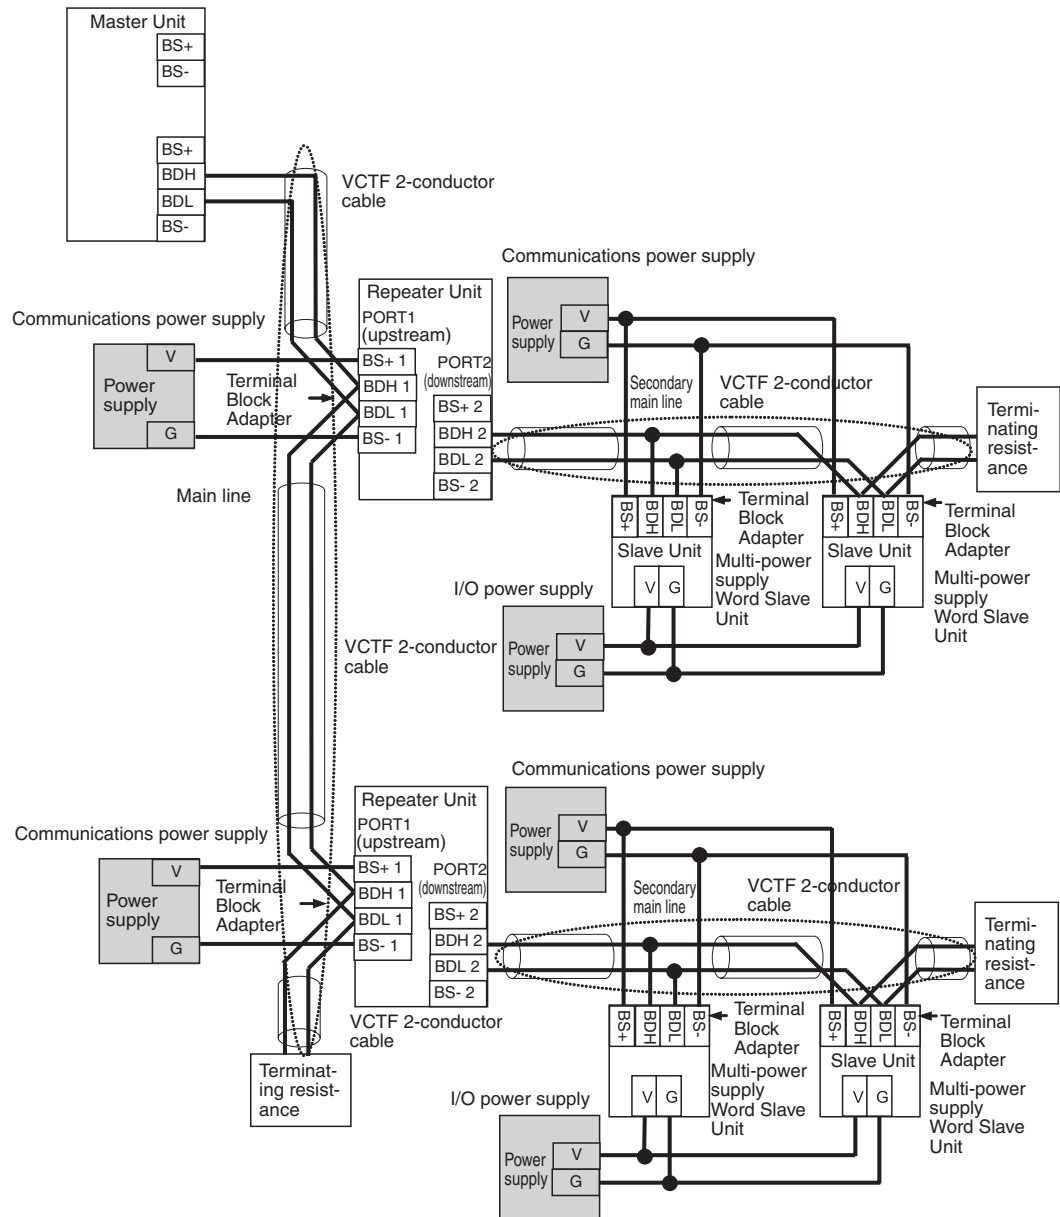 Master Unit
BS+
BS-
BS+
BDH
BDL
BS-
VCTF 2-conductor
cable
Communications power supply
Power
supply
V
G
Terminal
Block
Adapter
Repeater Unit
PORT1
(upstream)
BS+ 1
BDH 1
BDL 1
BS- 1
PORT2
(downstream)
BS+ 2
BDH 2
BDL 2
BS- 2
Communications power supply
Power
supply
V
G
Secondary
main line
VCTF 2-conductor
cable
Termi-
nating
resist-
ance
BS+
BDH
BDL
BS-
Slave Unit
V
G
Terminal
Block
Adapter
Multi-power
supply
Word Slave
Unit
BS+
BDH
BDL
BS-
Slave Unit
V
G
Terminal
Block
Adapter
Multi-power
supply
Word Slave
Unit
I/O power supply
Power
supply
V
G
Main line
VCTF 2-conductor
cable
Communications power supply
Power
supply
V
G
Terminal
Block
Adapter
Repeater Unit
PORT1
(upstream)
BS+ 1
BDH 1
BDL 1
BS- 1
PORT2
(downstream)
BS+ 2
BDH 2
BDL 2
BS- 2
VCTF 2-conductor
cable
Terminat-
ing resist-
ance
Communications power supply
Power
supply
V
G
Secondary
main line
VCTF 2-conductor
cable
Termi-
nating
resist-
ance
BS+
BDH
BDL
BS-
V
G
Terminal
Block
Adapter
Multi-power
supply
Word Slave
Unit
BS+
BDH
BDL
BS-
Slave Unit
V
G
Terminal
Block
Adapter
Multi-power
supply
Word Slave
Unit
I/O power supply
Power
supply
V
G